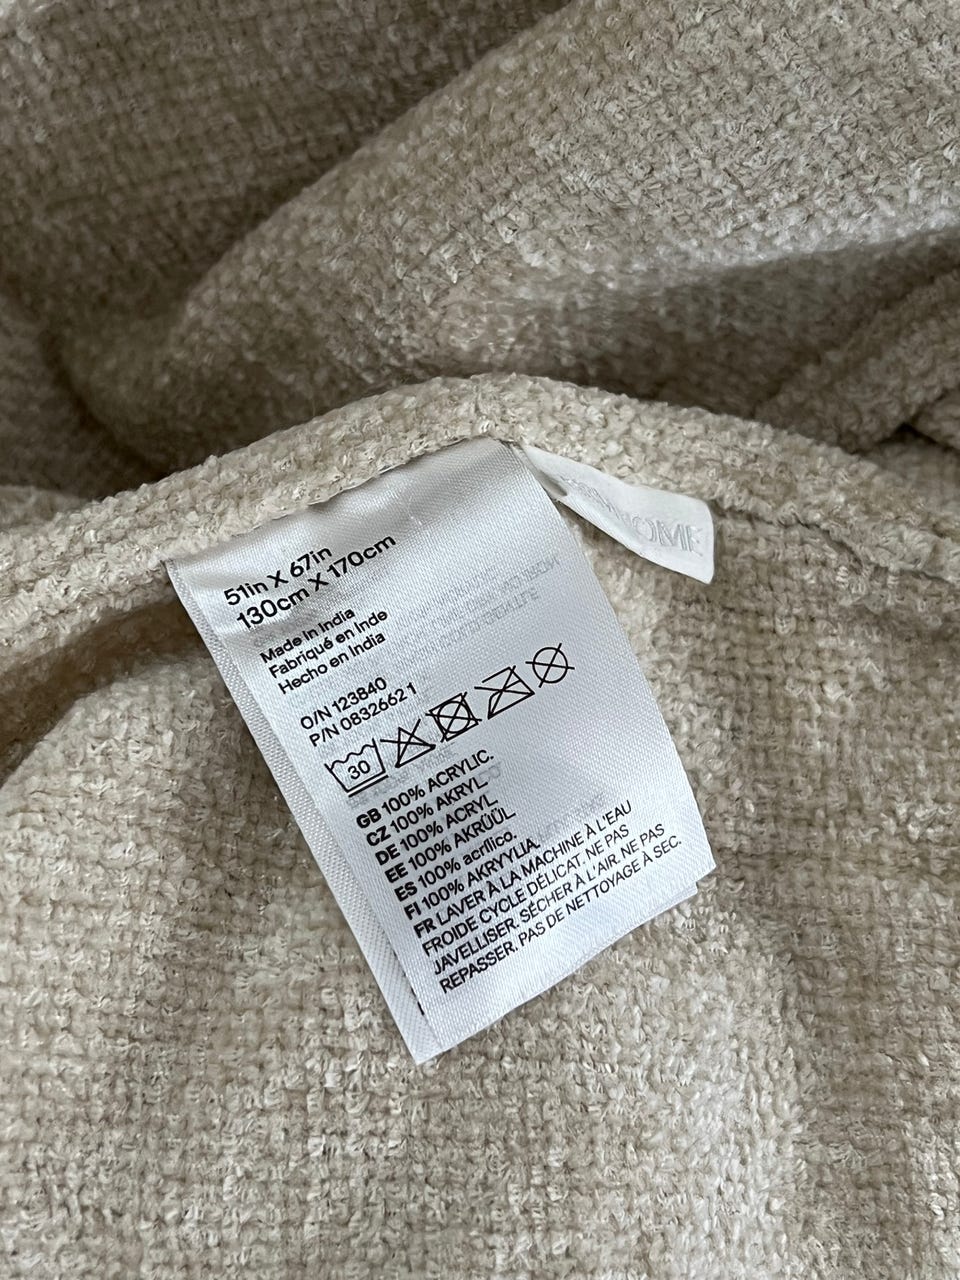 51in X 67in
130cm X 170cm
Made in India
Fabriqué en Inde
Hecho en India
O/N 123840
P/N 08326621
30
GB 100% ACRYLIC.
CZ 100% AKRYL.
DE 100% ACRYL.
EE 100% AKRÜÜL.
ES 100% acrílico.
FI 100% AKRYYLIA.
FR LAVER À LA MACHINE À L'EAU
FROIDE CYCLE DÉLICAT. NE PAS
JAVELLISER. SÉCHER À L'AIR. NE PAS
REPASSER. PAS DE NETTOYAGE À SEC.
HOME